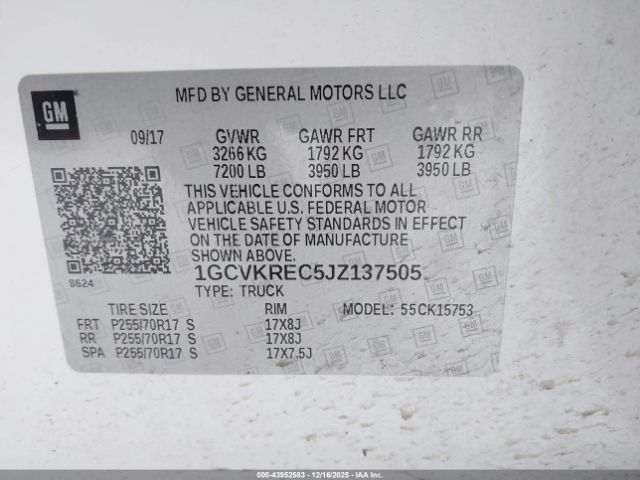 GM
MFD BY GENERAL MOTORS LLC
09/17 GVWR GAWR FRT GAWR RR
3266 KG 1792 KG 1792 KG
7200 LB 3950 LB 3950 LB
THIS VEHICLE CONFORMS TO ALL
APPLICABLE U.S. FEDERAL MOTOR
VEHICLE SAFETY STANDARDS IN EFFECT
ON THE DATE OF MANUFACTURE
SHOWN ABOVE.
8624
1GCVKREC5JZ137505
TYPE: TRUCK
TIRE SIZE RIM MODEL: 55CK15753
FRT P255/70R17 S 17X8J
RR P255/70R17 S 17X8J
SPA P255/70R17 S 17X7.5J
000-43952583 - 12/16/2025 - IAAI.COM